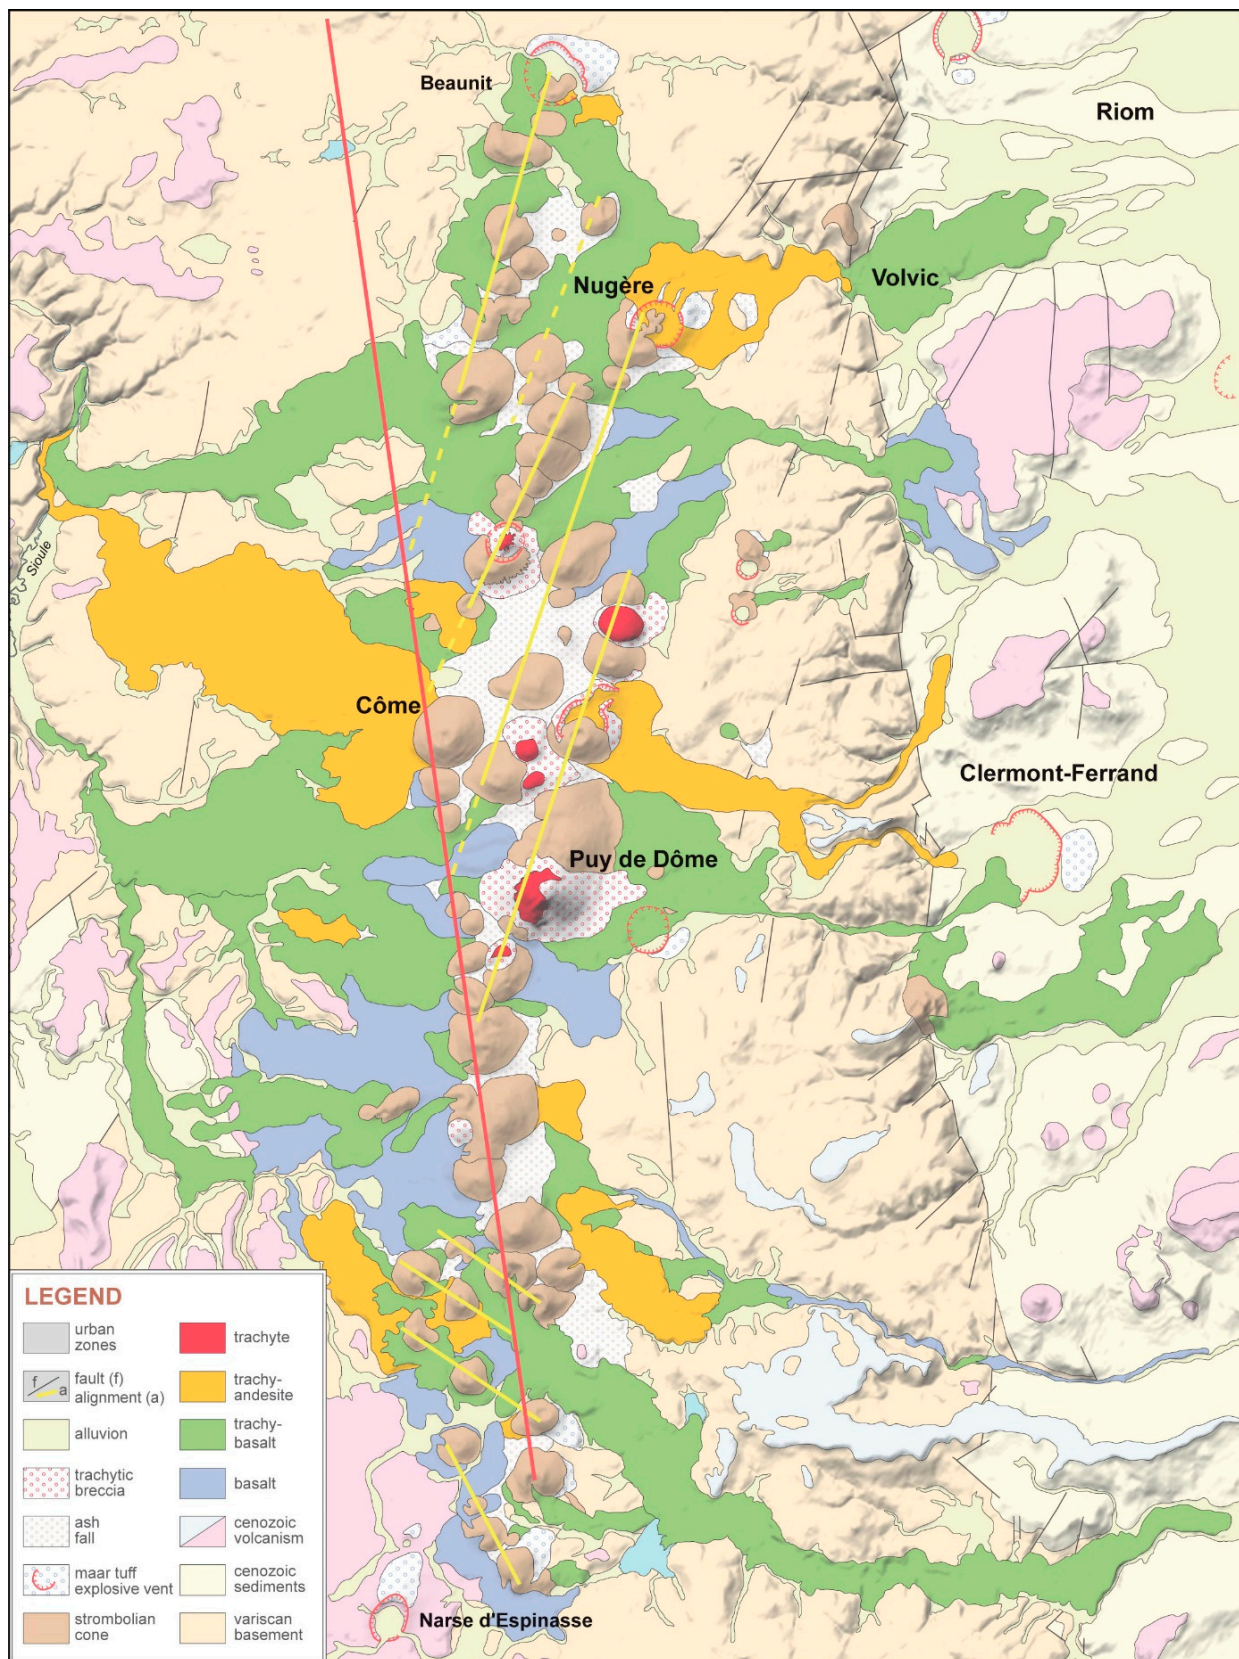 Beaunit
Riom
Nugère
Volvic
Sioule
Côme
Clermont-Ferrand
Puy de Dôme
LEGEND
urban
zones
f
a
fault (f)
alignment (a)
alluvion
trachytic
breccia
ash
fall
maar tuff
explosive vent
strombolian
cone
trachyte
trachy-
andesite
trachy-
basalt
basalt
cenozoic
volcanism
cenozoic
sediments
variscan
basement
Narse d'Espinasse